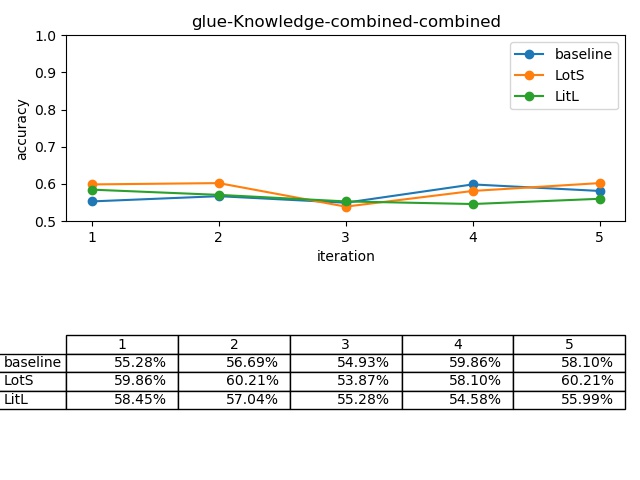 glue-Knowledge-combined-combined
1.0
0.9
0.8
0.7
0.6
0.5
accuracy
baseline
LotS
LitL
1 2 3 4 5
iteration
1 2 3 4 5
baseline 55.28% 56.69% 54.93% 59.86% 58.10%
LotS 59.86% 60.21% 53.87% 58.10% 60.21%
LitL 58.45% 57.04% 55.28% 54.58% 55.99%